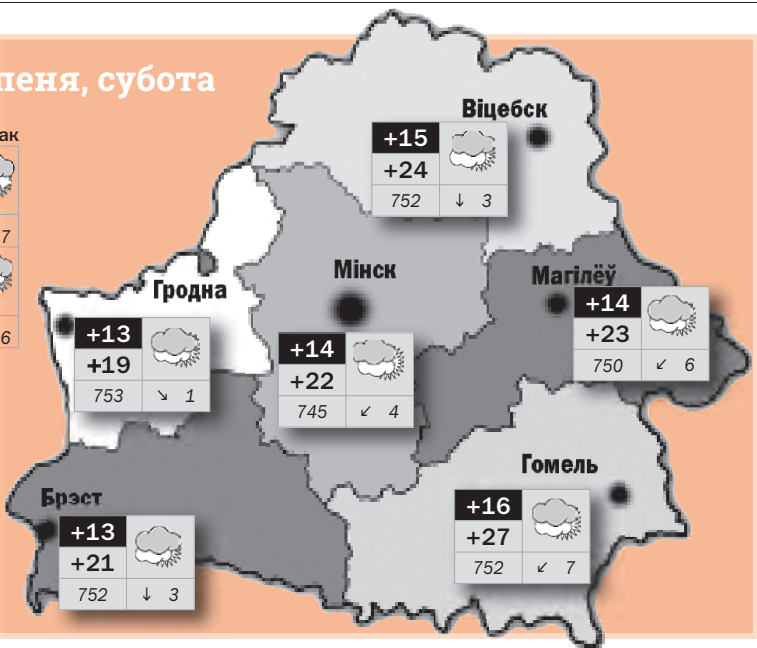 пеня, субота
ак
7
6
Віцебск
+15
+24
752 ↓ 3
Мінск
+14
+22
745 ↙ 4
Магілёў
+14
+23
750 ↙ 6
Гродна
+13
+19
753 ↘ 1
Гомель
+16
+27
752 ↙ 7
Брэст
+13
+21
752 ↓ 3